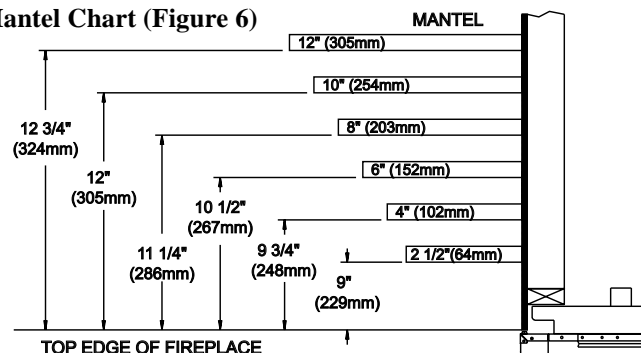 Mantel Chart (Figure 6)
MANTEL
12" (305mm)
10" (254mm)
8" (203mm)
6" (152mm)
4" (102mm)
2 1/2"(64mm)
12 3/4"
(324mm)
12"
(305mm)
11 1/4"
(286mm)
10 1/2"
(267mm)
9 3/4"
(248mm)
9"
(229mm)
TOP EDGE OF FIREPLACE